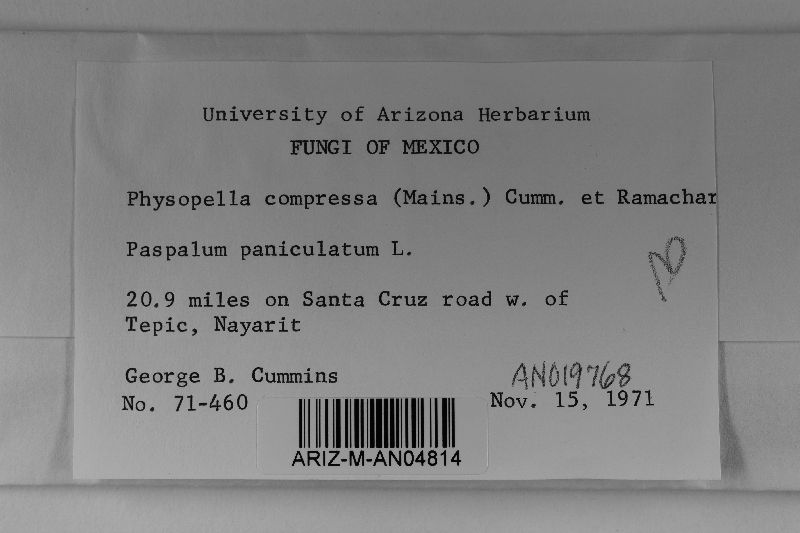 University of Arizona Herbarium
FUNGI OF MEXICO
Physopella compressa (Mains.) Cumm. et Ramachar
Paspalum paniculatum L.
20.9 miles on Santa Cruz road w. of
Tepic, Nayarit
George B. Cummins
AN019768
No. 71-460
Nov. 15, 1971
ARIZ-M-AN04814